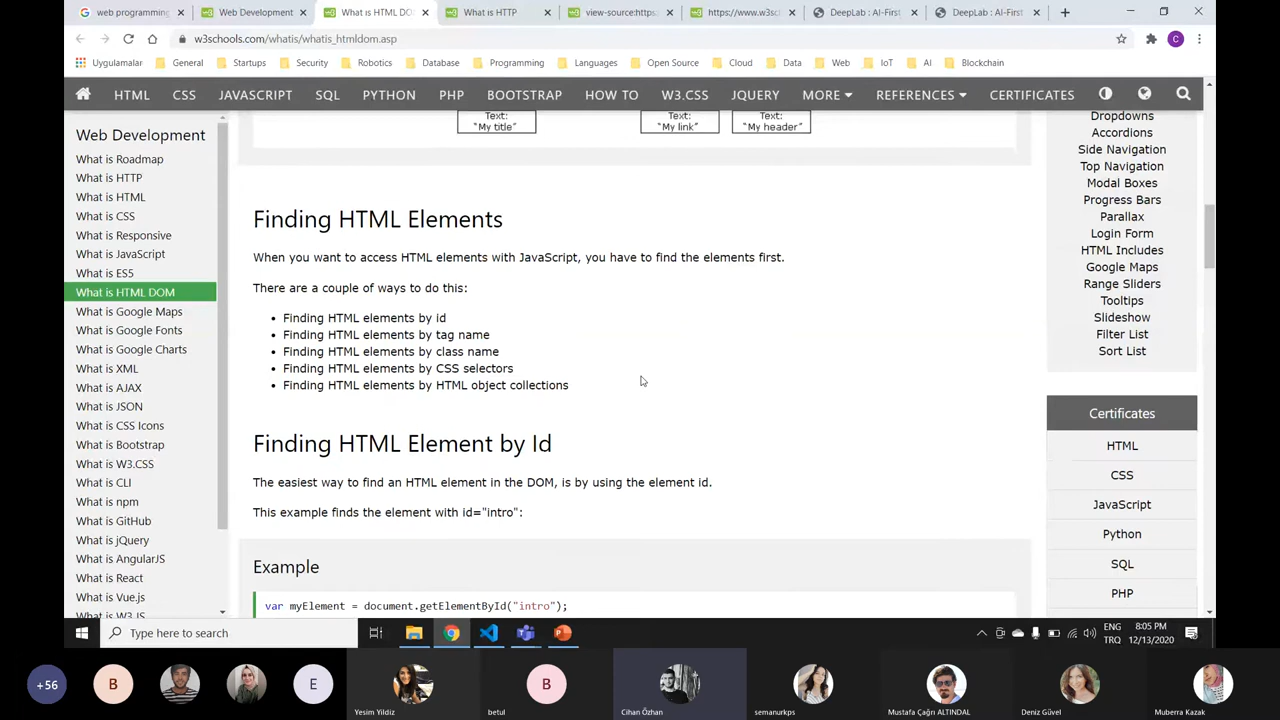 web programming
Web Development
What is HTML DO
What is HTTP
view-source:https:
https://www.w3sc
DeepLab : AI-First
DeepLab : AI-First
w3schools.com/whatis/whatis_htmldom.asp
Uygulamalar
General
Startups
Security
Robotics
Database
Programming
Languages
Open Source
Cloud
Data
Web
IoT
AI
Blockchain
HTML
CSS
JAVASCRIPT
SQL
PYTHON
PHP
BOOTSTRAP
HOW TO
W3.CSS
JQUERY
MORE
REFERENCES
CERTIFICATES
Web Development
What is Roadmap
What is HTTP
What is HTML
What is CSS
What is Responsive
What is JavaScript
What is ES5
What is HTML DOM
What is Google Maps
What is Google Fonts
What is Google Charts
What is XML
What is AJAX
What is JSON
What is CSS Icons
What is Bootstrap
What is W3.CSS
What is CLI
What is npm
What is GitHub
What is jQuery
What is AngularJS
What is React
What is Vue.js
What is W3.JS
Text:
"My title"
Text:
"My link"
Text:
"My header"
Finding HTML Elements
When you want to access HTML elements with JavaScript, you have to find the elements first.
There are a couple of ways to do this:
• Finding HTML elements by id
• Finding HTML elements by tag name
• Finding HTML elements by class name
• Finding HTML elements by CSS selectors
• Finding HTML elements by HTML object collections
Finding HTML Element by Id
The easiest way to find an HTML element in the DOM, is by using the element id.
This example finds the element with id="intro":
Example
var myElement = document.getElementById("intro");
Dropdowns
Accordions
Side Navigation
Top Navigation
Modal Boxes
Progress Bars
Parallax
Login Form
HTML Includes
Google Maps
Range Sliders
Tooltips
Slideshow
Filter List
Sort List
Certificates
HTML
CSS
JavaScript
Python
SQL
PHP
Type here to search
ENG
TRQ
8:05 PM
12/13/2020
+56
B
E
Yesim Yildiz
B
betul
Cihan Özhan
semanurkps
Mustafa Çağrı ALTINDAL
Deniz Güvel
Muberra Kazak
C